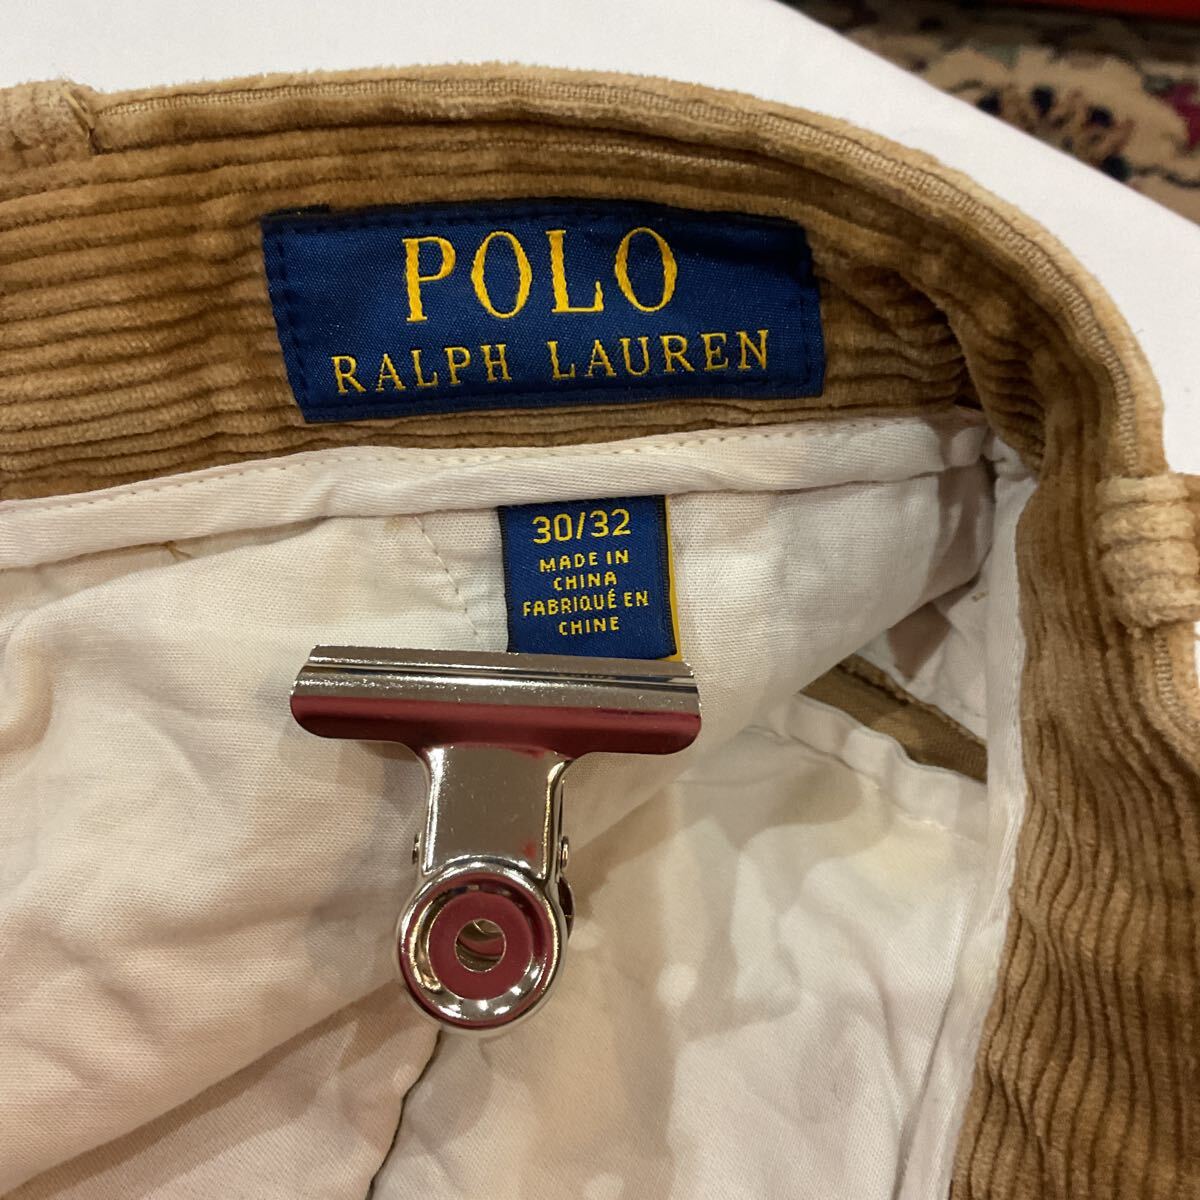 POLO
RALPH LAUREN
30/32
MADE IN
CHINA
FABRIQUÉ EN
CHINE